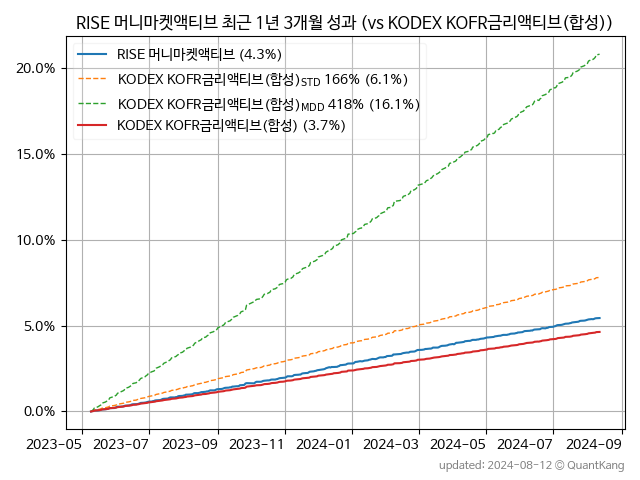 RISE 머니마켓액티브 최근 1년 3개월 성과 (vs KODEX KOFR금리액티브(합성))
RISE 머니마켓액티브 (4.3%)
KODEX KOFR금리액티브(합성)STD 166% (6.1%)
KODEX KOFR금리액티브(합성)MDD 418% (16.1%)
KODEX KOFR금리액티브(합성) (3.7%)
20.0%
15.0%
10.0%
5.0%
0.0%
2023-05 2023-07 2023-09 2023-11 2024-01 2024-03 2024-05 2024-07 2024-09
updated: 2024-08-12 © QuantKang